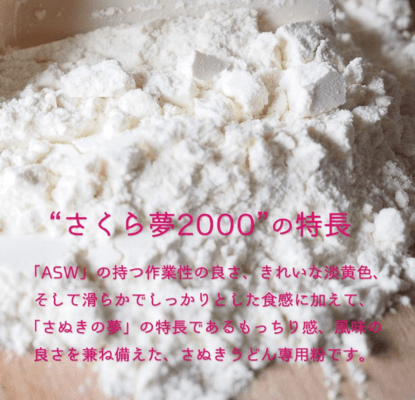 “さくら夢2000”の特長
「ASW」の持つ作業性の良さ、きれいな淡黄色、
そして滑らかでしっかりとした食感に加えて、
「さぬきの夢」の特長であるもっちり感、風味の
良さを兼ね備えた、さぬきうどん専用粉です。